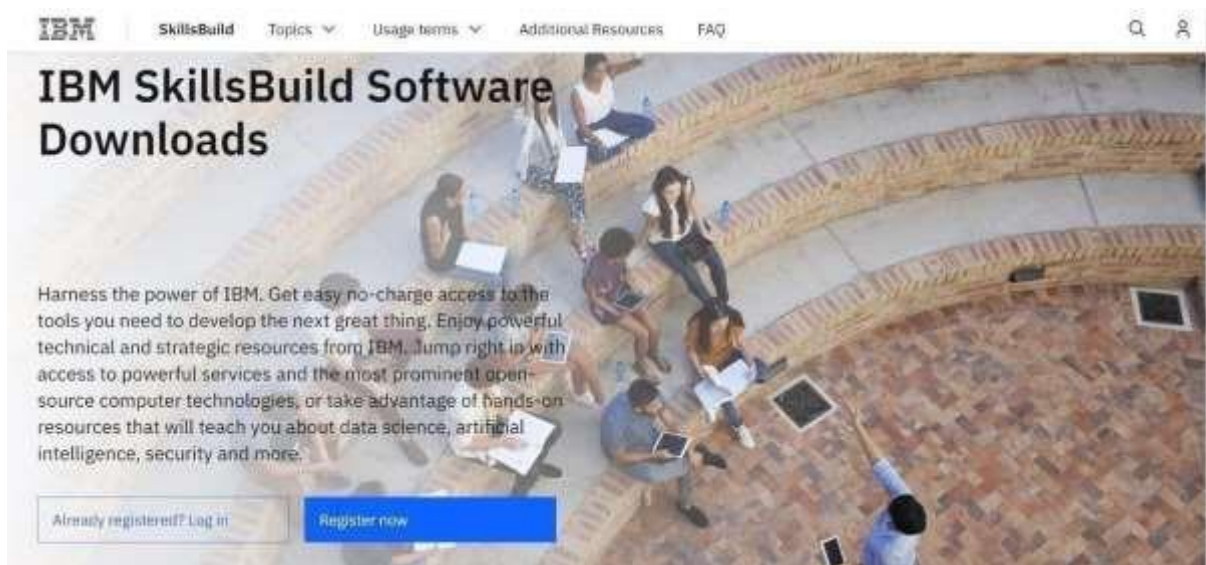 IBM SkillsBuild Topics Usage terms Additional Resources FAQ
IBM SkillsBuild Software
Downloads
Harness the power of IBM. Get easy no-charge access to the
tools you need to develop the next great thing. Enjoy powerful
technical and strategic resources from IBM. Jump right in with
access to powerful services and the most prominent open-
source computer technologies, or take advantage of hands-on
resources that will teach you about data science, artificial
intelligence, security and more.
Already registered? Log in Register now